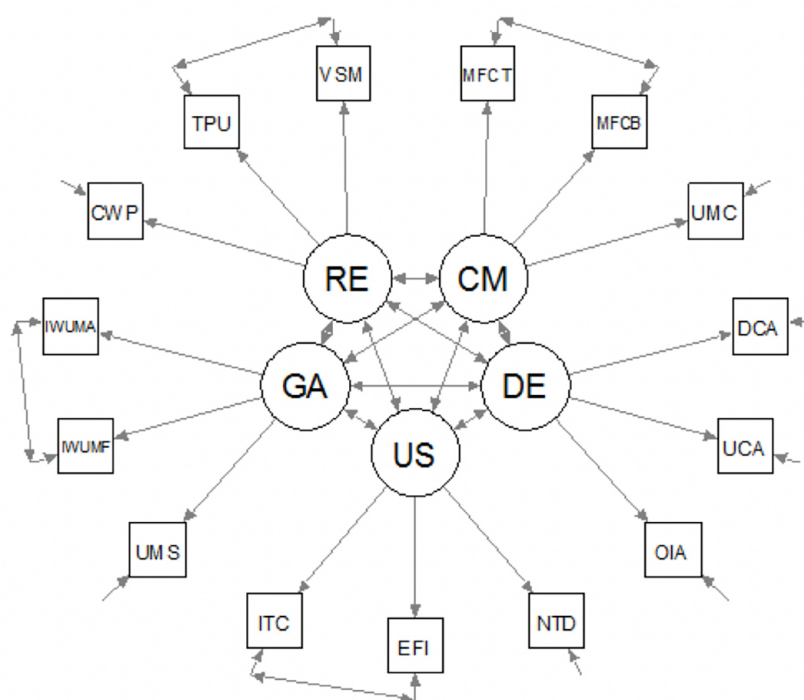 VSM
MFCT
TPU
MFCB
CWP
UMC
RE
CM
IWUMA
DCA
GA
DE
IWUMF
UCA
US
UMS
OIA
ITC
EFI
NTD